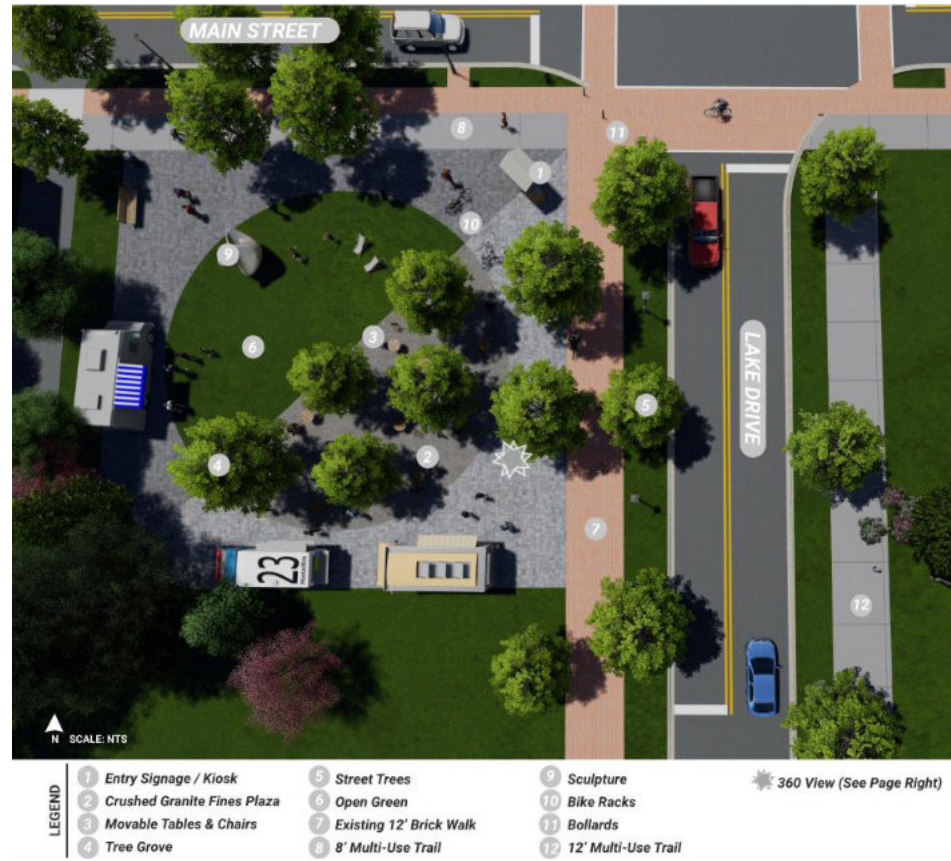 MAIN STREET
8
11
1
10
9
3
6
LAKE DRIVE
5
4
2
7
23
12
N SCALE: NTS
LEGEND
1 Entry Signage / Kiosk
2 Crushed Granite Fines Plaza
3 Movable Tables & Chairs
4 Tree Grove
5 Street Trees
6 Open Green
7 Existing 12' Brick Walk
8 8' Multi-Use Trail
9 Sculpture
10 Bike Racks
11 Bollards
12 12' Multi-Use Trail
360 View (See Page Right)